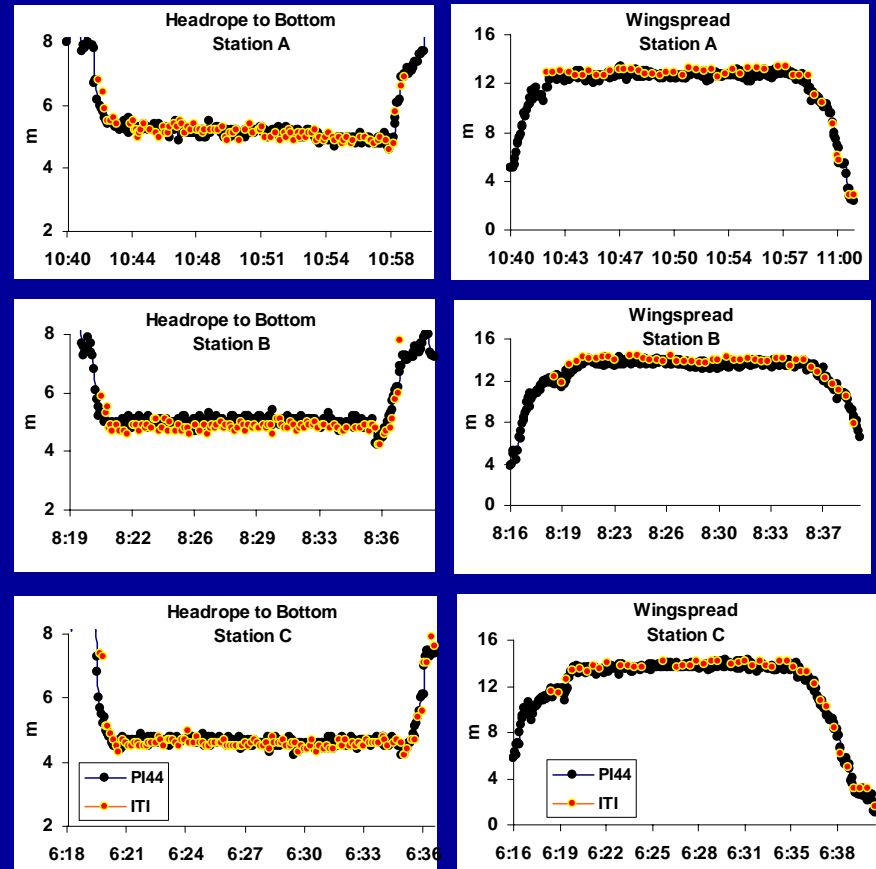 Headrope to Bottom
Station A
8
6
4
2
m
10:40 10:44 10:48 10:51 10:54 10:58
Wingspread
Station A
16
12
8
4
0
m
10:40 10:43 10:47 10:50 10:54 10:57 11:00
Headrope to Bottom
Station B
8
6
4
2
m
8:19 8:22 8:26 8:29 8:33 8:36
Wingspread
Station B
16
12
8
4
0
m
8:16 8:19 8:23 8:26 8:30 8:33 8:37
Headrope to Bottom
Station C
8
6
4
2
m
PI44
ITI
6:18 6:21 6:24 6:27 6:30 6:33 6:36
Wingspread
Station C
16
12
8
4
0
m
PI44
ITI
6:16 6:19 6:22 6:25 6:28 6:31 6:35 6:38